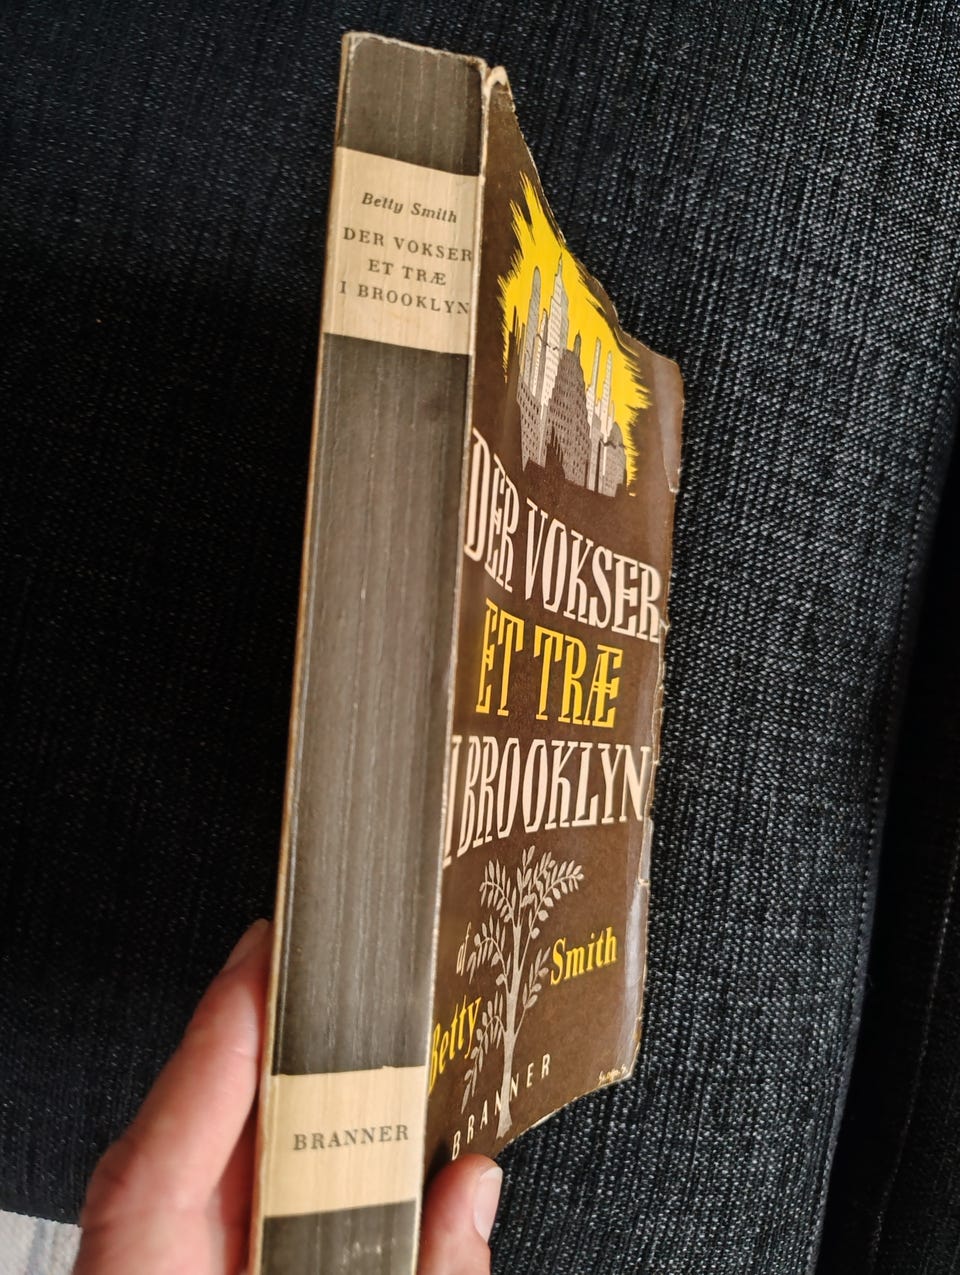 Betty Smith
DER VOKSER
ET TRÆ
I BROOKLYN
BRANNER
DER VOKSER
ET TRÆ
I BROOKLYN
af
Betty Smith
BRANNER